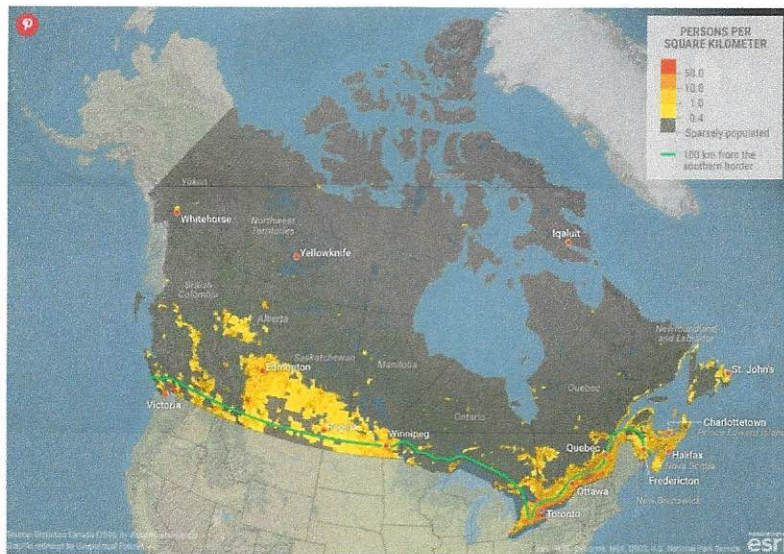 PERSONS PER
SQUARE KILOMETER
50.0
10.0
1.0
0.4
Sparsely populated
100 km from the
southern border
Yukon
Whitehorse
Northwest
Territories
Yellowknife
Iqaluit
British
Columbia
Alberta
Newfoundland
and Labrador
Saskatchewan
Edmonton
Manitoba
Quebec
St. John's
Victoria
Ontario
Winnipeg
Charlottetown
Prince Edward Island
Quebec
Halifax
Nova Scotia
Fredericton
Ottawa
New Brunswick
Toronto
esri